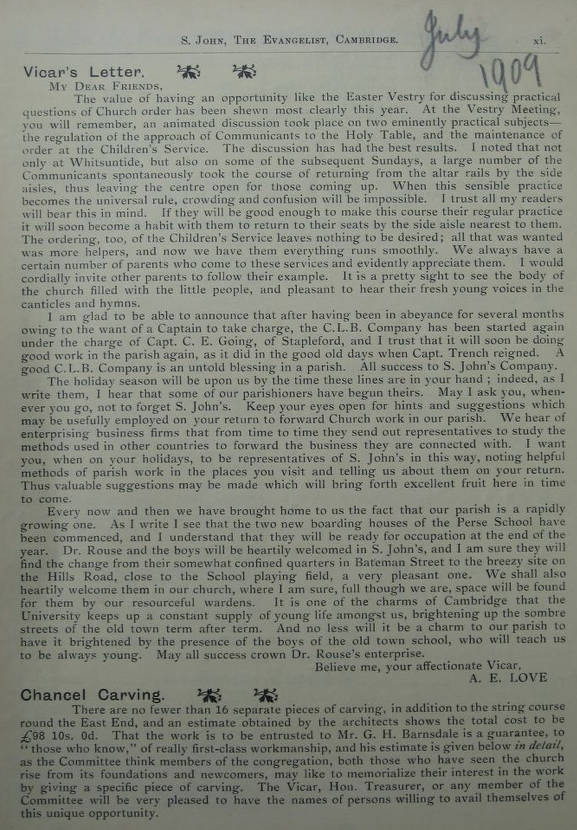 S. John, The Evangelist, Cambridge. xi.
July
1909
Vicar's Letter.
My Dear Friends,
The value of having an opportunity like the Easter Vestry for discussing practical
questions of Church order has been shewn most clearly this year. At the Vestry Meeting,
you will remember, an animated discussion took place on two eminently practical subjects—
the regulation of the approach of Communicants to the Holy Table, and the maintenance of
order at the Children's Service. The discussion has had the best results. I noted that not
only at Whitsuntide, but also on some of the subsequent Sundays, a large number of the
Communicants spontaneously took the course of returning from the altar rails by the side
aisles, thus leaving the centre open for those coming up. When this sensible practice
becomes the universal rule, crowding and confusion will be impossible. I trust all my readers
will bear this in mind. If they will be good enough to make this course their regular practice
it will soon become a habit with them to return to their seats by the side aisle nearest to them.
The ordering, too, of the Children's Service leaves nothing to be desired; all that was wanted
was more helpers, and now we have them everything runs smoothly. We always have a
certain number of parents who come to these services and evidently appreciate them. I would
cordially invite other parents to follow their example. It is a pretty sight to see the body of
the church filled with the little people, and pleasant to hear their fresh young voices in the
canticles and hymns.
I am glad to be able to announce that after having been in abeyance for several months
owing to the want of a Captain to take charge, the C.L.B. Company has been started again
under the charge of Capt. C. E. Going, of Stapleford, and I trust that it will soon be doing
good work in the parish again, as it did in the good old days when Capt. Trench reigned. A
good C.L.B. Company is an untold blessing in a parish. All success to S. John's Company.
The holiday season will be upon us by the time these lines are in your hand; indeed, as I
write them, I hear that some of our parishioners have begun theirs. May I ask you, when-
ever you go, not to forget S. John's. Keep your eyes open for hints and suggestions which
may be usefully employed on your return to forward Church work in our parish. We hear of
enterprising business firms that from time to time they send out representatives to study the
methods used in other countries to forward the business they are connected with. I want
you, when on your holidays, to be representatives of S. John's in this way, noting helpful
methods of parish work in the places you visit and telling us about them on your return.
Thus valuable suggestions may be made which will bring forth excellent fruit here in time
to come.
Every now and then we have brought home to us the fact that our parish is a rapidly
growing one. As I write I see that the two new boarding houses of the Perse School have
been commenced, and I understand that they will be ready for occupation at the end of the
year. Dr. Rouse and the boys will be heartily welcomed in S. John's, and I am sure they will
find the change from their somewhat confined quarters in Bateman Street to the breezy site on
the Hills Road, close to the School playing field, a very pleasant one. We shall also
heartily welcome them in our church, where I am sure, full though we are, space will be found
for them by our resourceful wardens. It is one of the charms of Cambridge that the
University keeps up a constant supply of young life amongst us, brightening up the sombre
streets of the old town term after term. And no less will it be a charm to our parish to
have it brightened by the presence of the boys of the old town school, who will teach us
to be always young. May all success crown Dr. Rouse's enterprise.
Believe me, your affectionate Vicar,
A. E. LOVE
Chancel Carving.
There are no fewer than 16 separate pieces of carving, in addition to the string course
round the East End, and an estimate obtained by the architects shows the total cost to be
£98 10s. 0d. That the work is to be entrusted to Mr. G. H. Barnsdale is a guarantee, to
"those who know," of really first-class workmanship, and his estimate is given below in detail,
as the Committee think members of the congregation, both those who have seen the church
rise from its foundations and newcomers, may like to memorialize their interest in the work
by giving a specific piece of carving. The Vicar, Hon. Treasurer, or any member of the
Committee will be very pleased to have the names of persons willing to avail themselves of
this unique opportunity.